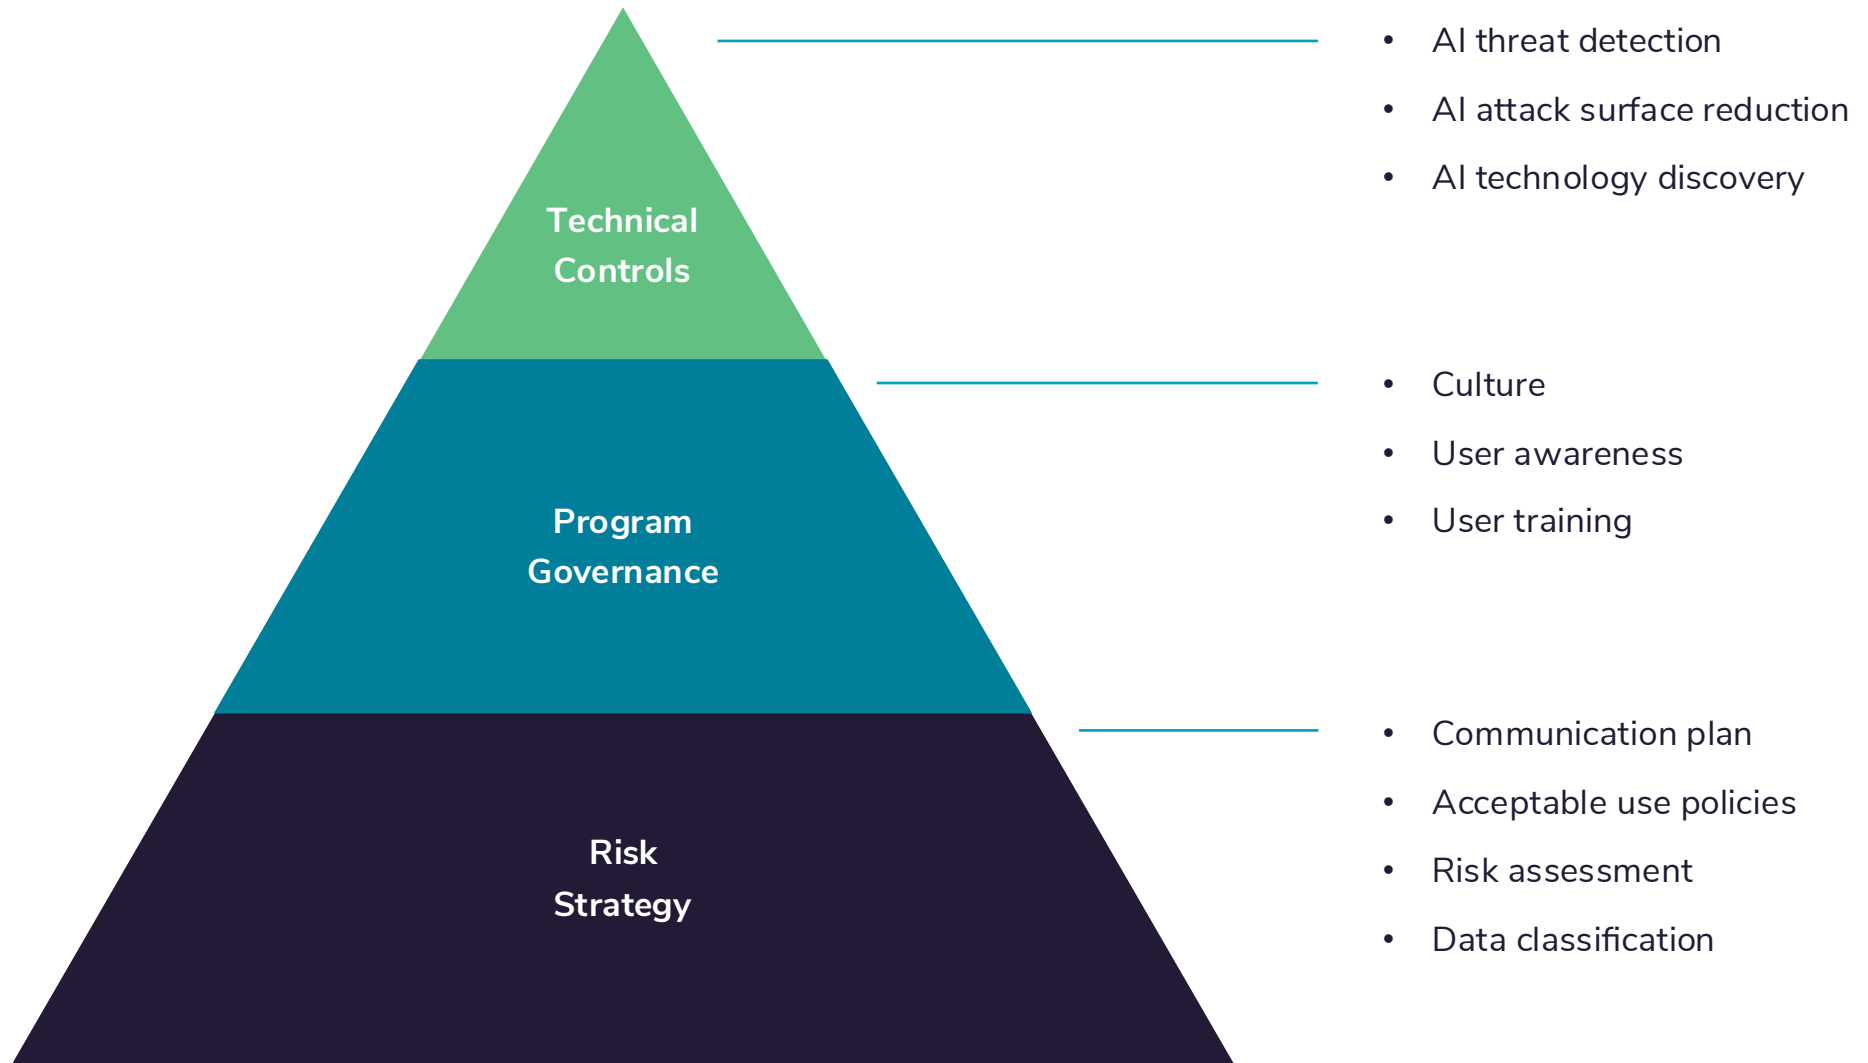 Technical
Controls
• AI threat detection
• AI attack surface reduction
• AI technology discovery
Program
Governance
• Culture
• User awareness
• User training
Risk
Strategy
• Communication plan
• Acceptable use policies
• Risk assessment
• Data classification